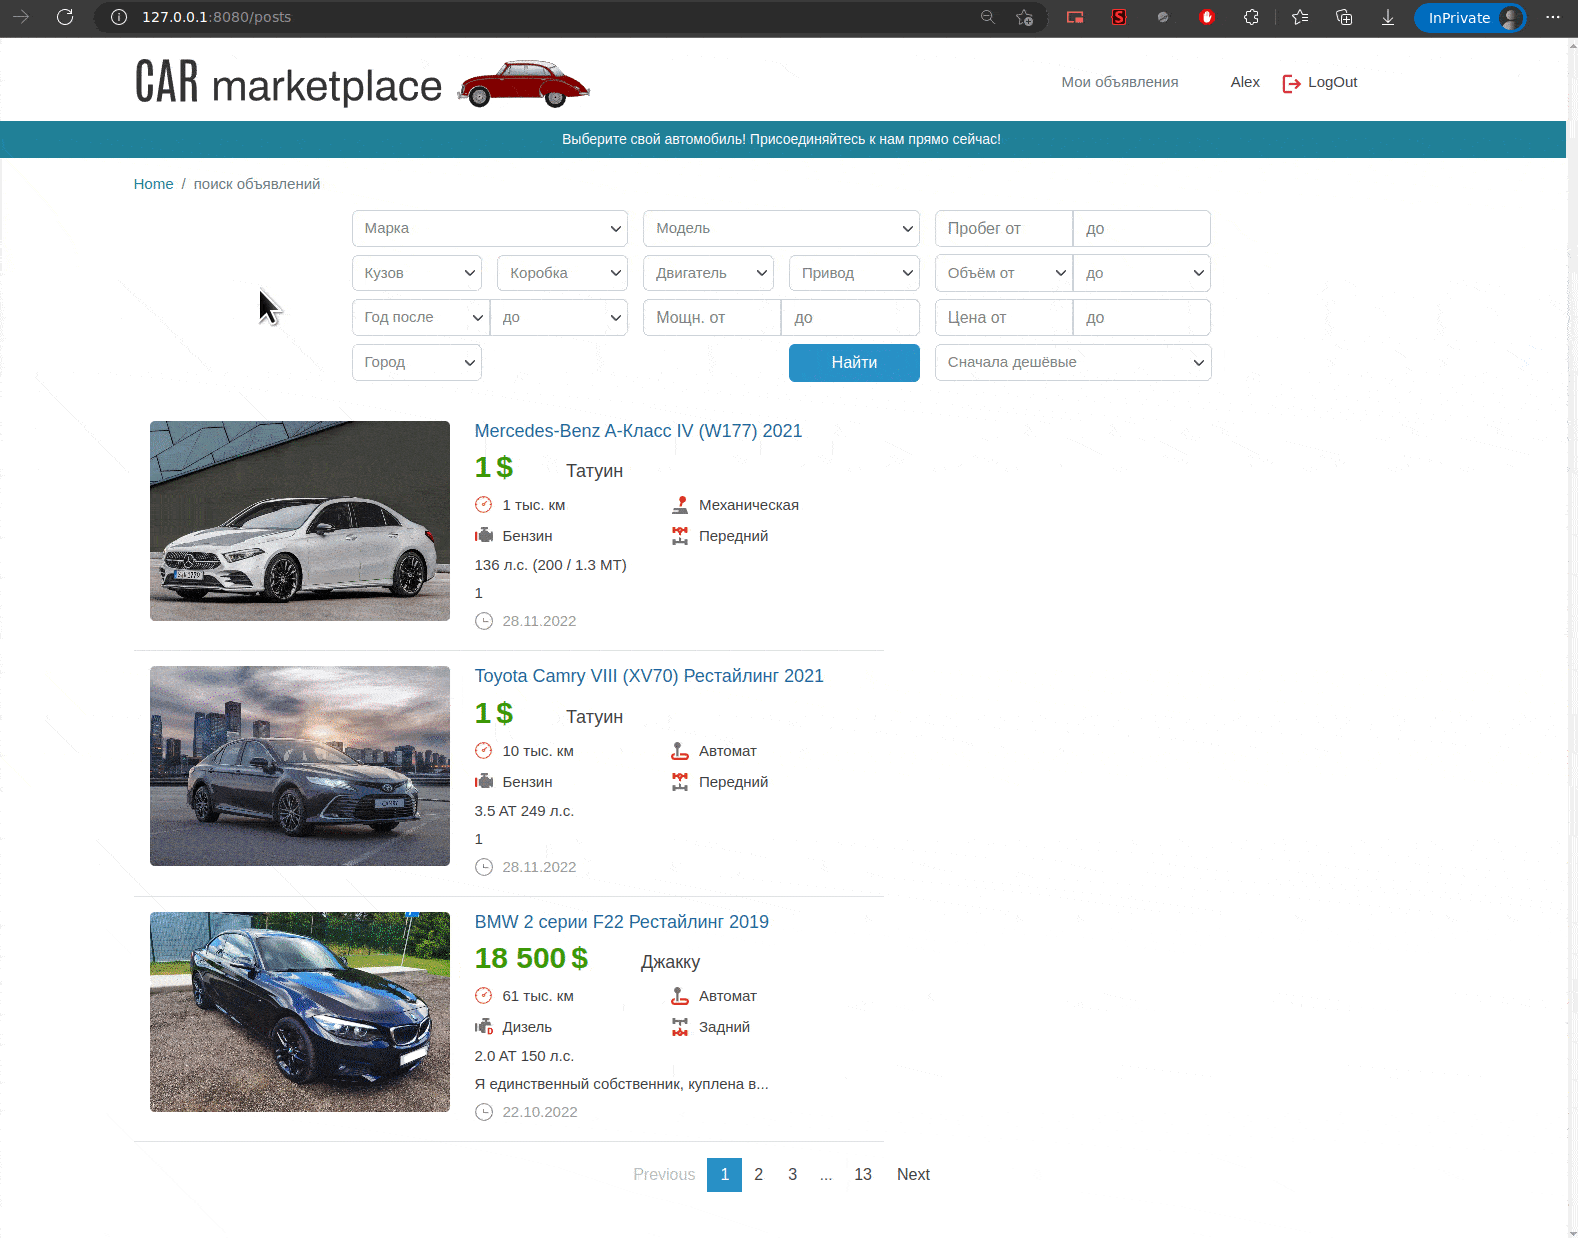 127.0.0.1:8080/posts
InPrivate
CAR marketplace
Мои объявления Alex LogOut
Выберите свой автомобиль! Присоединяйтесь к нам прямо сейчас!
Home / поиск объявлений
Марка Модель Пробег от до
Кузов Коробка Двигатель Привод Объём от до
Год после до Мощн. от до Цена от до
Город Найти Сначала дешёвые
Mercedes-Benz А-Класс IV (W177) 2021
1 $ Татуин
1 тыс. км Механическая
Бензин Передний
136 л.с. (200 / 1.3 МТ)
1
28.11.2022
Toyota Camry VIII (XV70) Рестайлинг 2021
1 $ Татуин
10 тыс. км Автомат
Бензин Передний
3.5 AT 249 л.с.
1
28.11.2022
BMW 2 серии F22 Рестайлинг 2019
18 500 $ Джакку
61 тыс. км Автомат
Дизель Задний
2.0 AT 150 л.с.
Я единственный собственник, куплена в...
22.10.2022
Previous 1 2 3 ... 13 Next